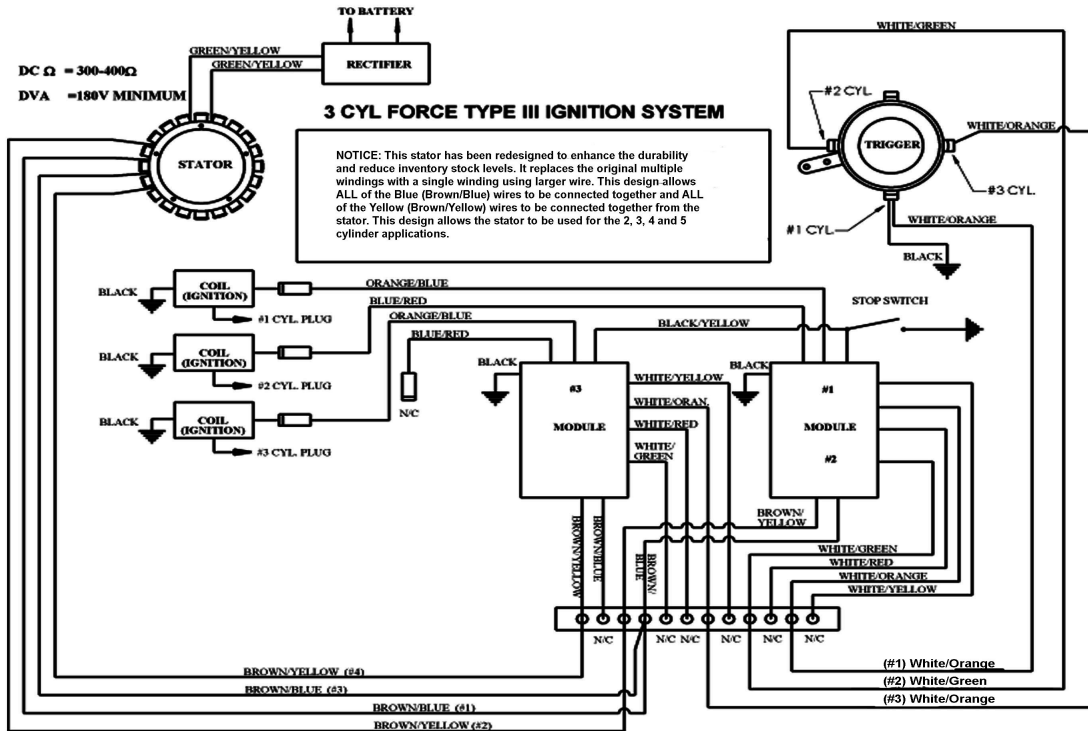 TO BATTERY
WHITE/GREEN
GREEN/YELLOW
GREEN/YELLOW
RECTIFIER
DC Ω = 300-400Ω
DVA =180V MINIMUM
3 CYL FORCE TYPE III IGNITION SYSTEM
#2 CYL.
WHITE/ORANGE
STATOR
TRIGGER
NOTICE: This stator has been redesigned to enhance the durability
and reduce inventory stock levels. It replaces the original multiple
windings with a single winding using larger wire. This design allows
ALL of the Blue (Brown/Blue) wires to be connected together and ALL
of the Yellow (Brown/Yellow) wires to be connected together from the
stator. This design allows the stator to be used for the 2, 3, 4 and 5
cylinder applications.
#3 CYL.
WHITE/ORANGE
#1 CYL.
BLACK
BLACK
COIL
(IGNITION)
ORANGE/BLUE
#1 CYL. PLUG
BLUE/RED
ORANGE/BLUE
BLUE/RED
STOP SWITCH
BLACK/YELLOW
BLACK
COIL
(IGNITION)
#2 CYL. PLUG
BLACK
COIL
(IGNITION)
#3 CYL. PLUG
N/C
BLACK
#3
MODULE
WHITE/YELLOW
WHITE/ORAN.
WHITE/RED
WHITE/
GREEN
BLACK
#1
MODULE
#2
BROWN/
YELLOW
BROWN/YELLOW
BROWN/BLUE
BROWN/
BLUE
WHITE/GREEN
WHITE/RED
WHITE/ORANGE
WHITE/YELLOW
N/C
N/C
N/C
N/C
N/C
N/C
BROWN/YELLOW (#4)
BROWN/BLUE (#3)
BROWN/BLUE (#1)
BROWN/YELLOW (#2)
(#1) White/Orange
(#2) White/Green
(#3) White/Orange